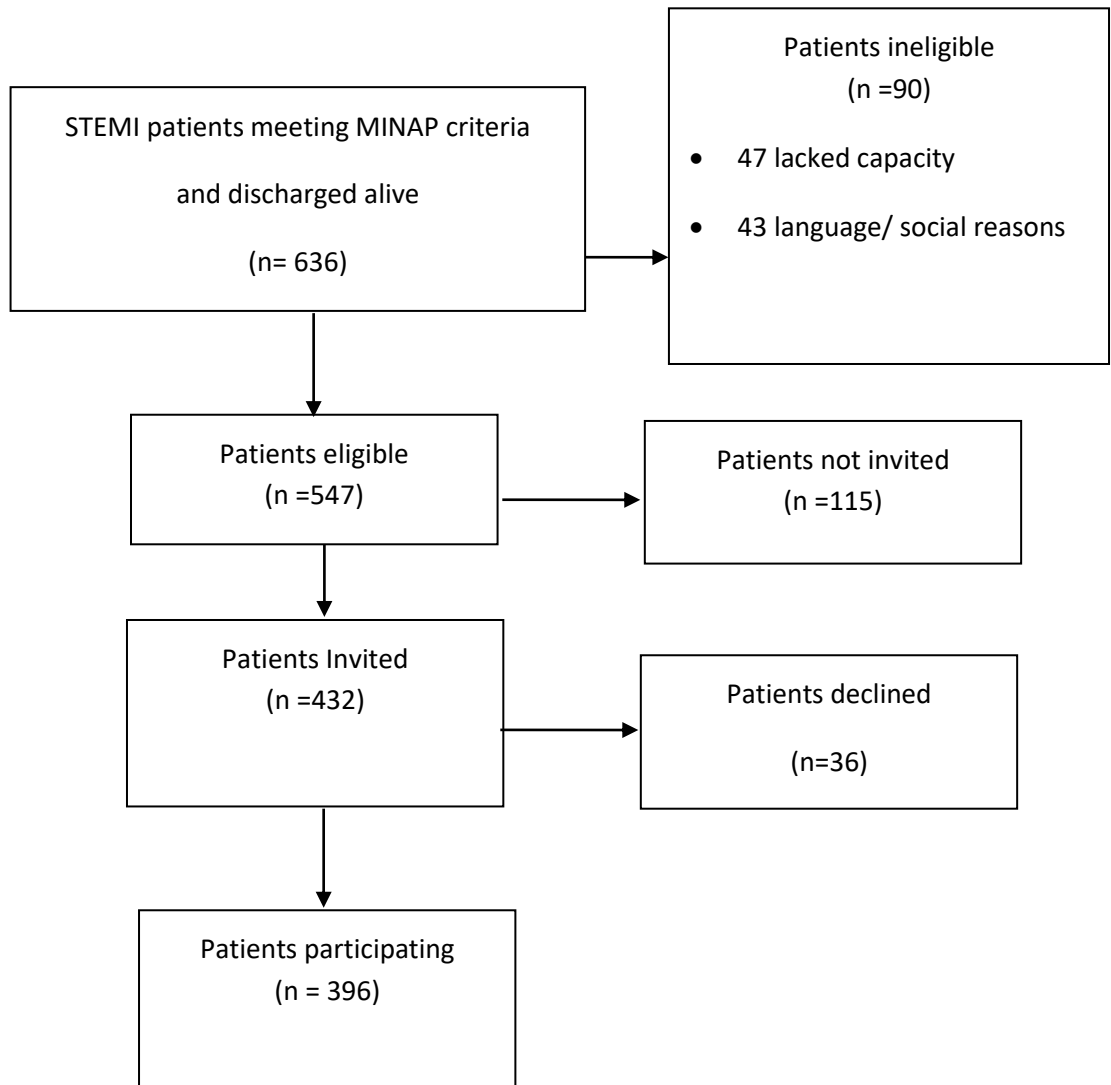 STEMI patients meeting MINAP criteria
and discharged alive
(n= 636)
Patients ineligible
(n =90)
• 47 lacked capacity
• 43 language/ social reasons
Patients eligible
(n =547)
Patients not invited
(n =115)
Patients Invited
(n =432)
Patients declined
(n=36)
Patients participating
(n = 396)